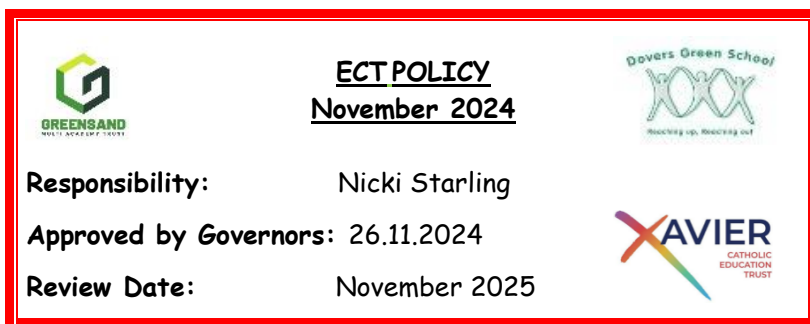 ECT POLICY
November 2024
GREENSAND
MULTI ACADEMY TRUST
Dovers Green School
Reaching up, Reaching out
Responsibility: Nicki Starling
Approved by Governors: 26.11.2024
Review Date: November 2025
XAVIER
CATHOLIC
EDUCATION
TRUST